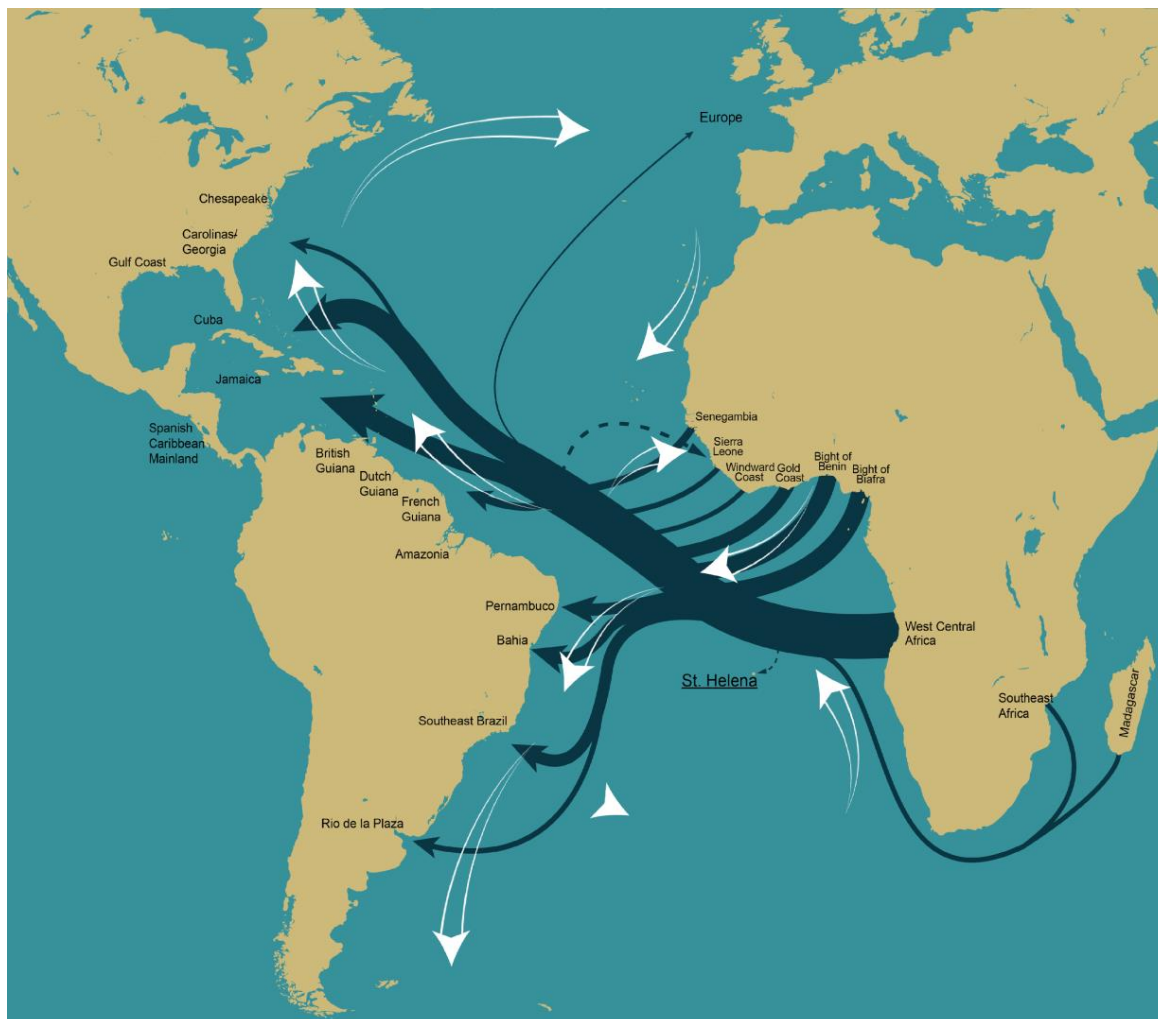 Europe
Chesapeake
Carolinas/
Georgia
Gulf Coast
Cuba
Jamaica
Spanish
Caribbean
Mainland
British
Guiana
Dutch
Guiana
French
Guiana
Amazonia
Senegambia
Sierra
Leone
Windward
Coast
Gold
Coast
Bight of
Benin
Bight of
Biafra
Pernambuco
Bahia
West Central
Africa
St. Helena
Southeast
Africa
Madagascar
Southeast Brazil
Rio de la Plaza